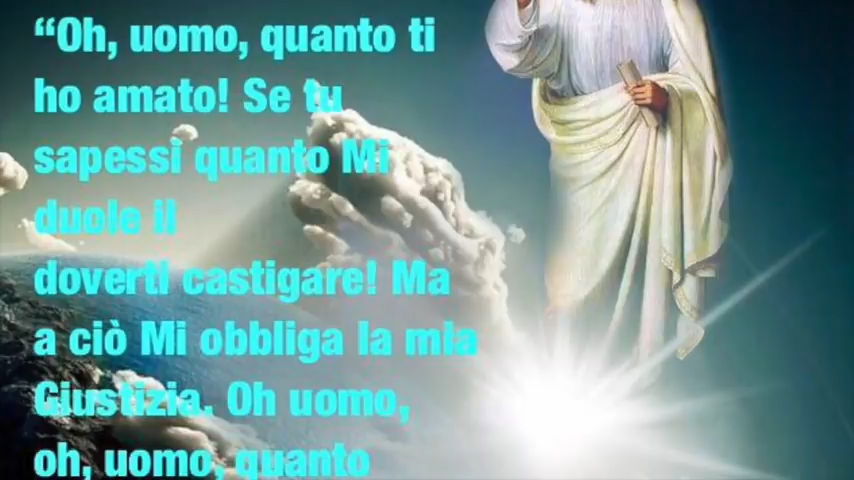 “Oh, uomo, quanto ti
ho amato! Se tu
sapessi quanto Mi
duole il
doverti castigare! Ma
a ciò Mi obbliga la mia
Giustizia. Oh uomo,
oh, uomo, quanto